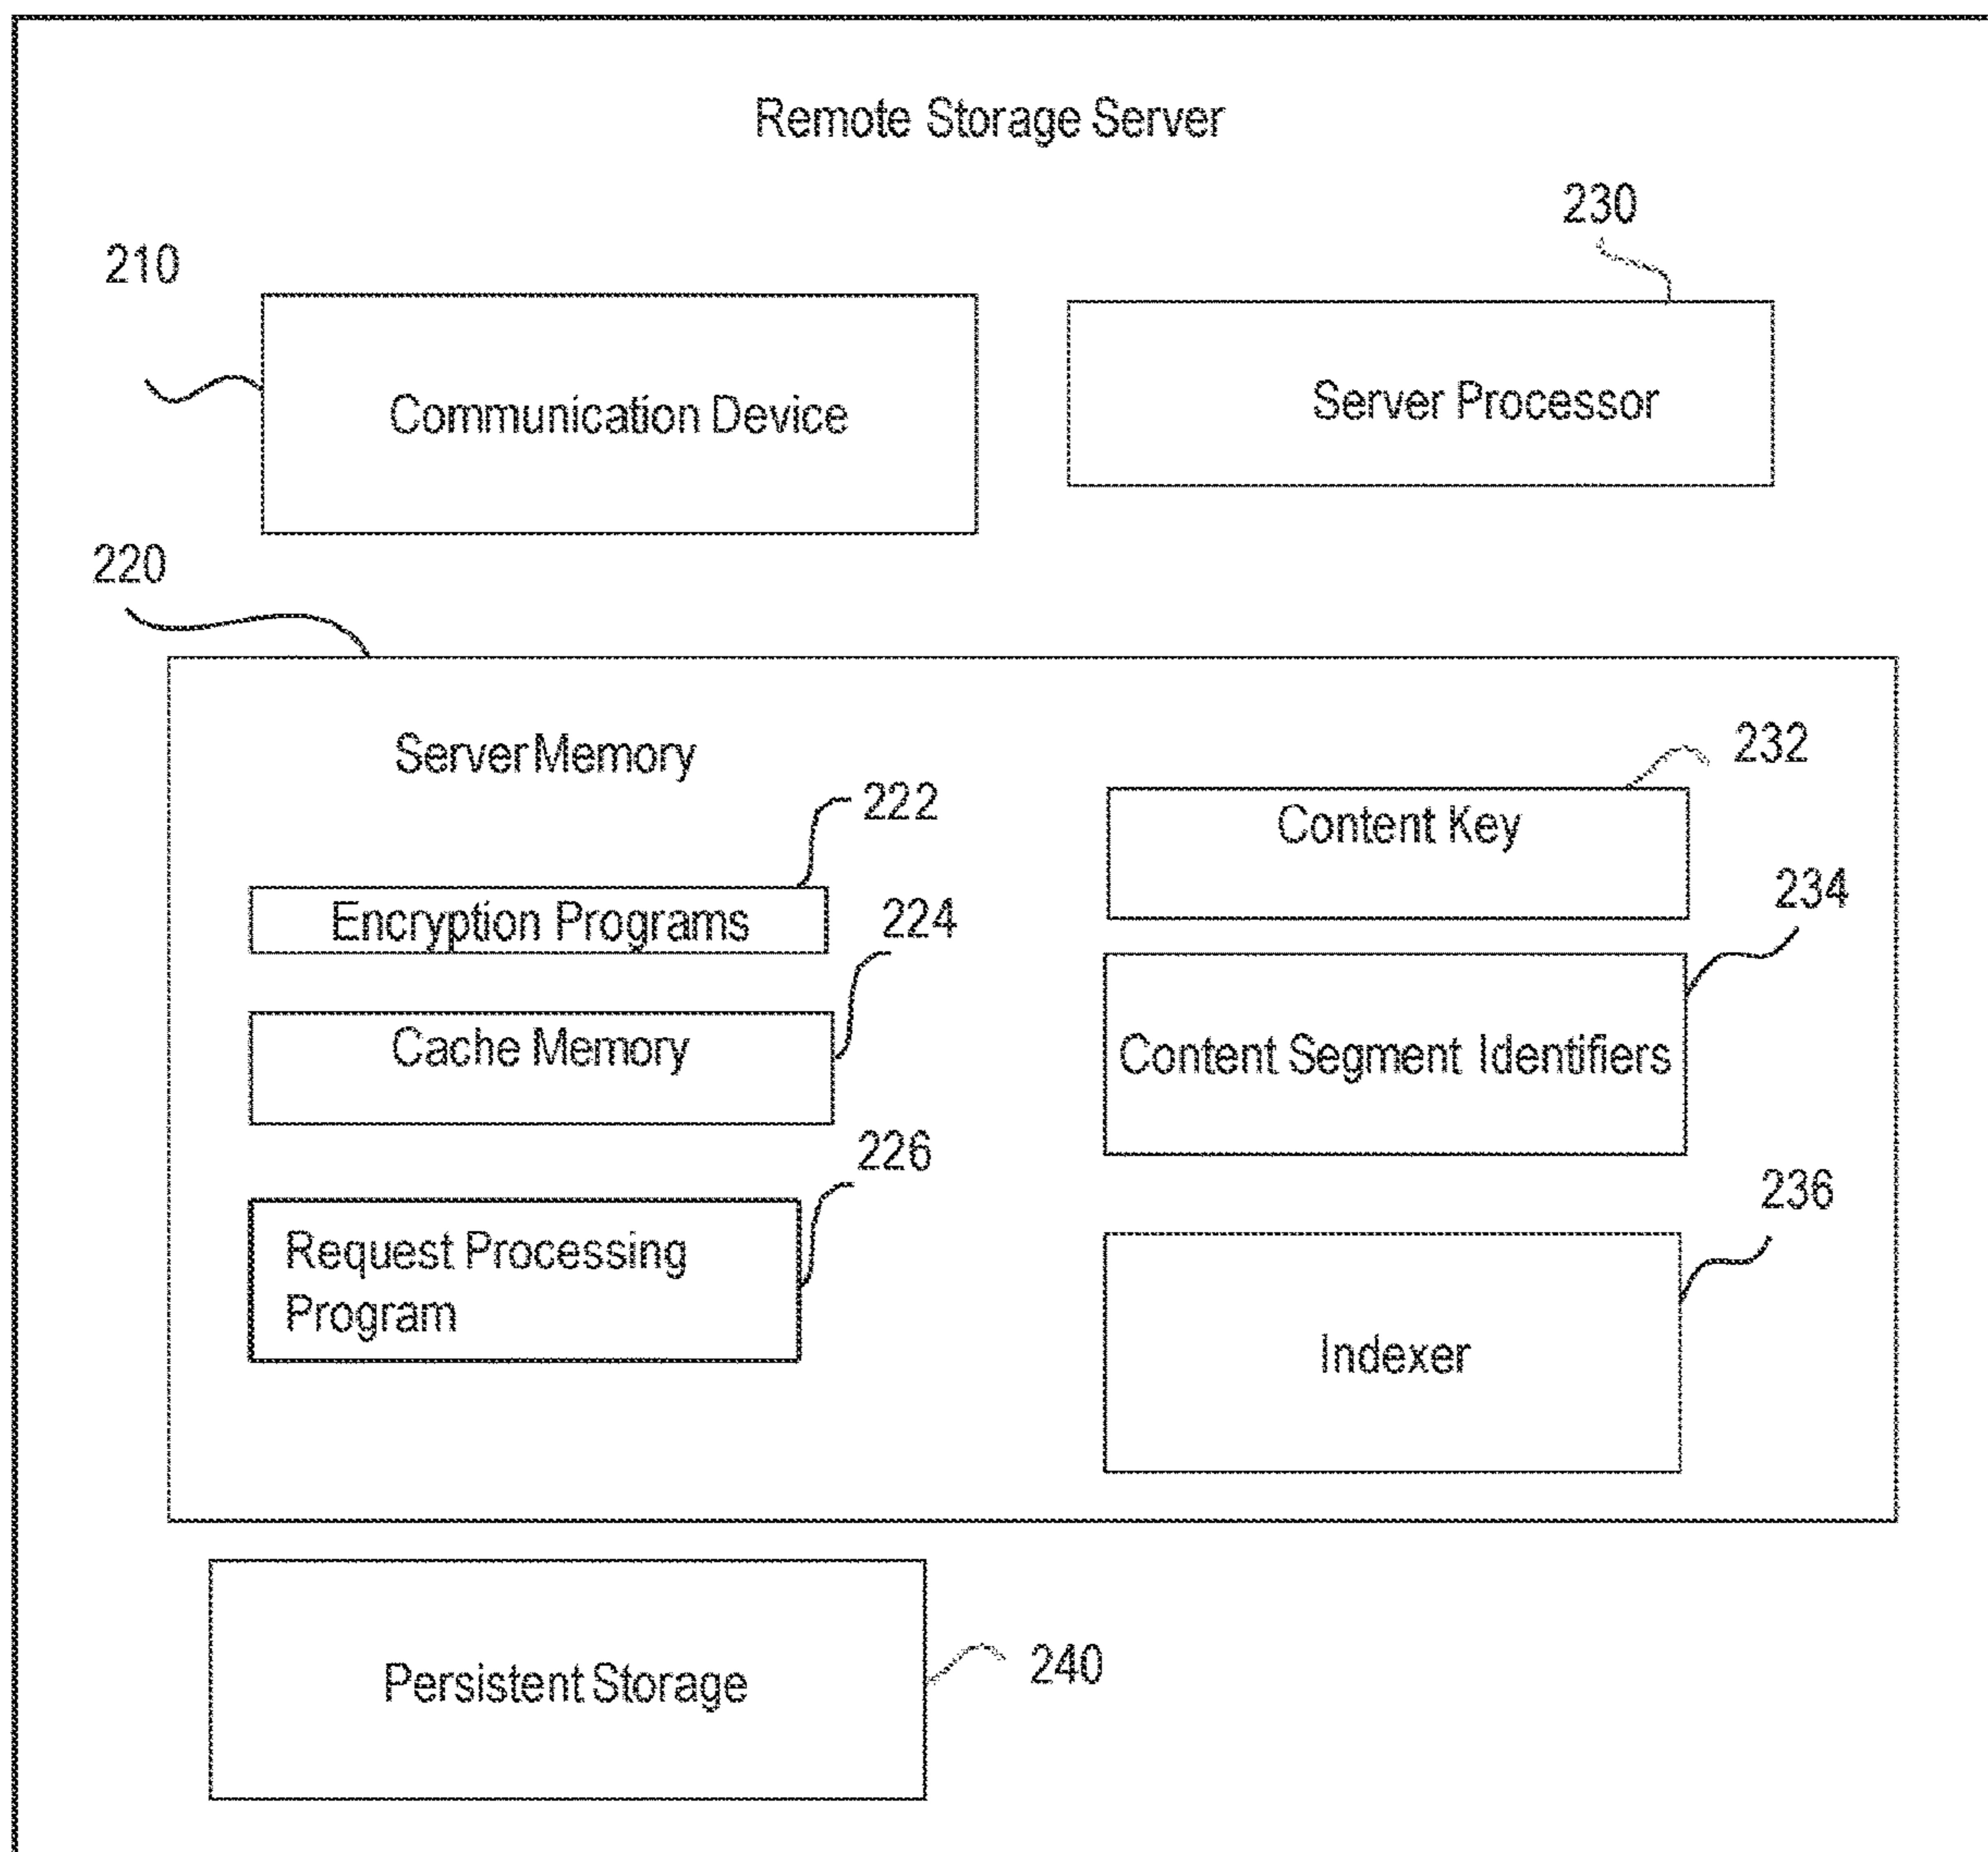 Remote Storage Server
230
210
Communication Device
Server Processor
220
Server Memory
232
222
Content Key
Encryption Programs
224
234
Cache Memory
Content Segment Identifiers
226
236
Request Processing
Program
Indexer
Persistent Storage
240